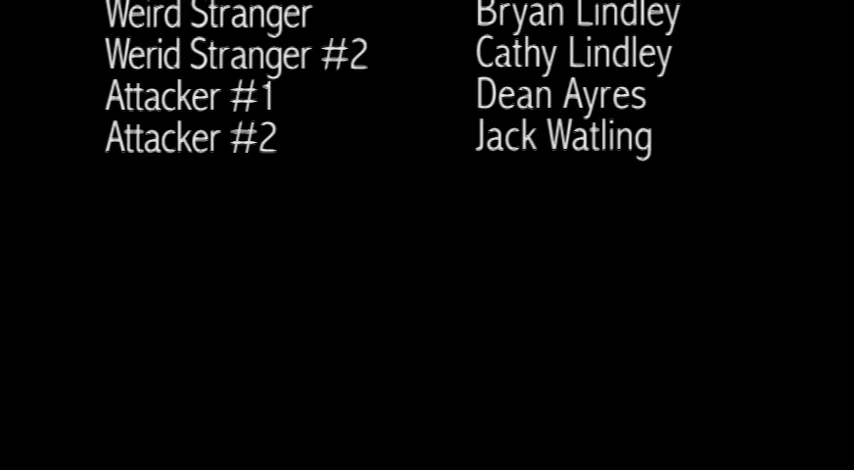 Weird Stranger Bryan Lindley
Werid Stranger #2 Cathy Lindley
Attacker #1 Dean Ayres
Attacker #2 Jack Watling